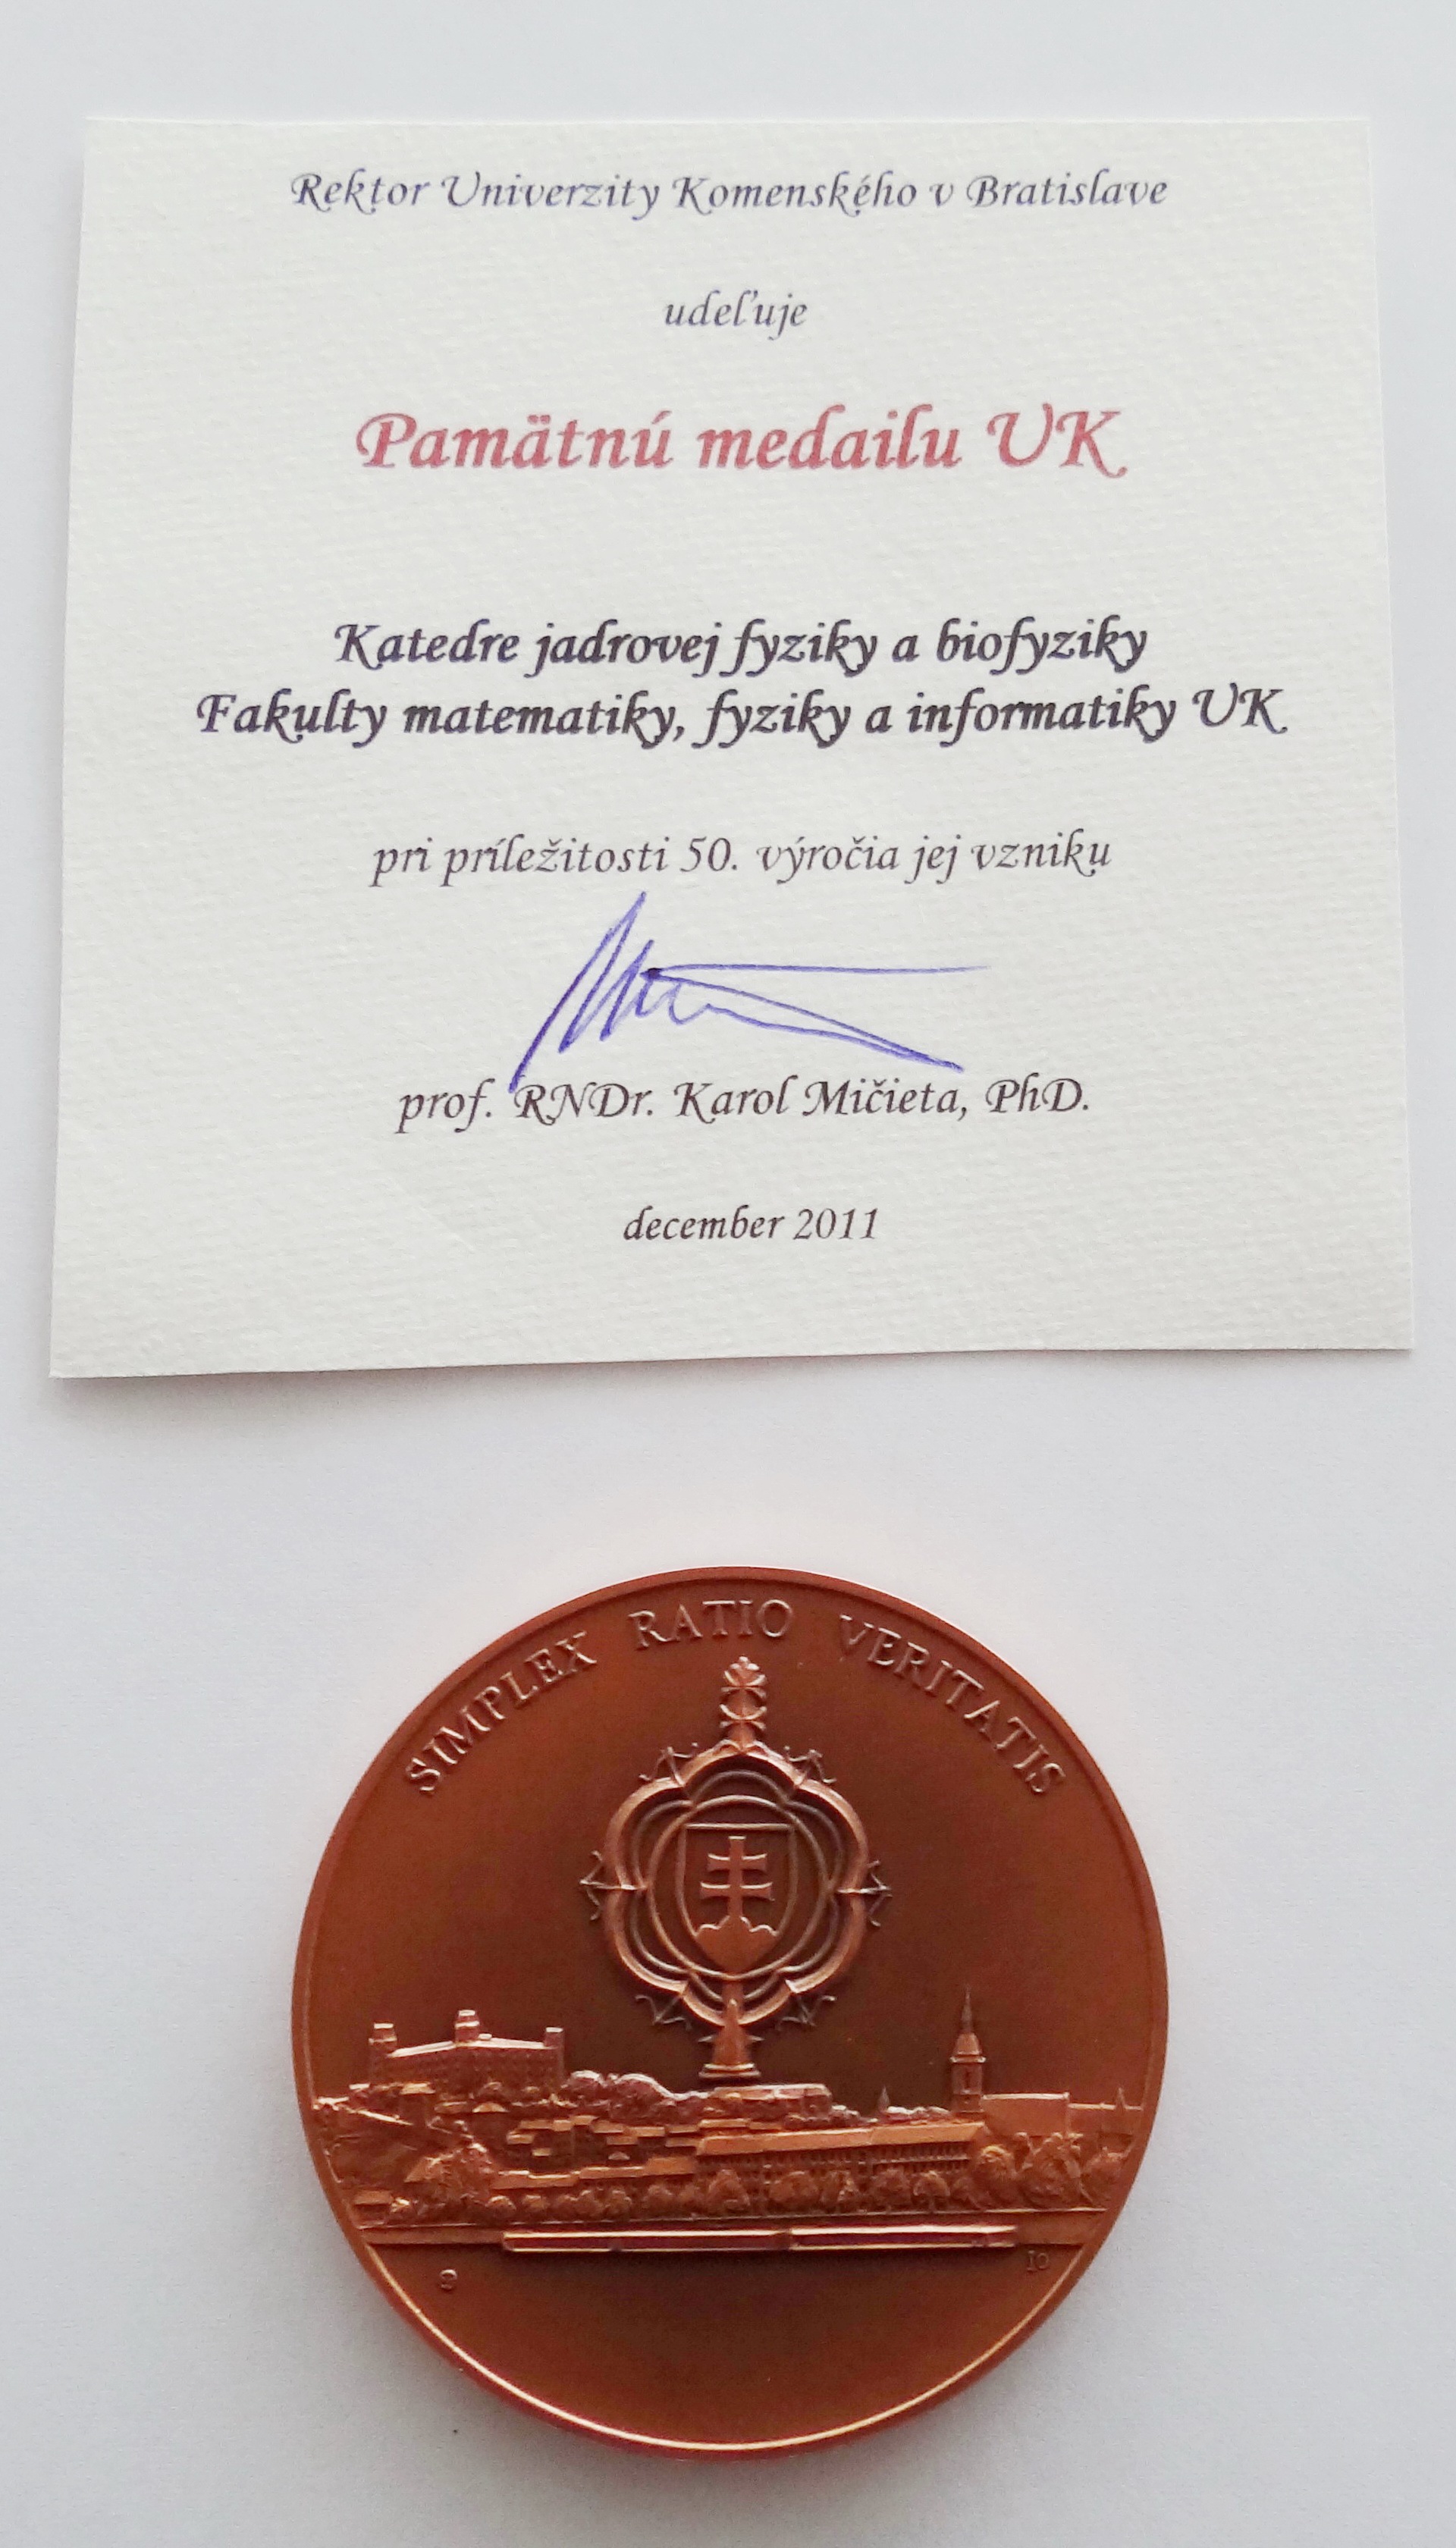 Rektor Univerzity Komenského v Bratislave
udeľuje
Pamätnú medailu UK
Katedre jadrovej fyziky a biofyziky
Fakulty matematiky, fyziky a informatiky UK
pri príležitosti 50. výročia jej vzniku
prof. RNDr. Karol Mičieta, PhD.
december 2011
SIMPLEX RATIO VERITATIS